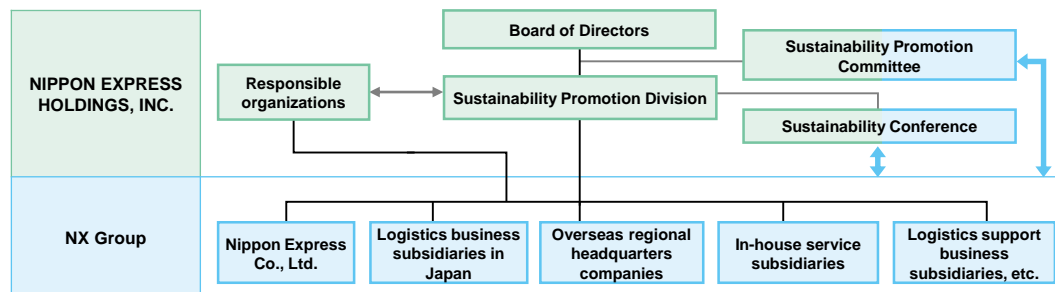 NIPPON EXPRESS
HOLDINGS, INC.
Board of Directors
Sustainability Promotion
Committee
Responsible
organizations
Sustainability Promotion Division
Sustainability Conference
NX Group
Nippon Express
Co., Ltd.
Logistics business
subsidiaries in
Japan
Overseas regional
headquarters
companies
In-house service
subsidiaries
Logistics support
business
subsidiaries, etc.